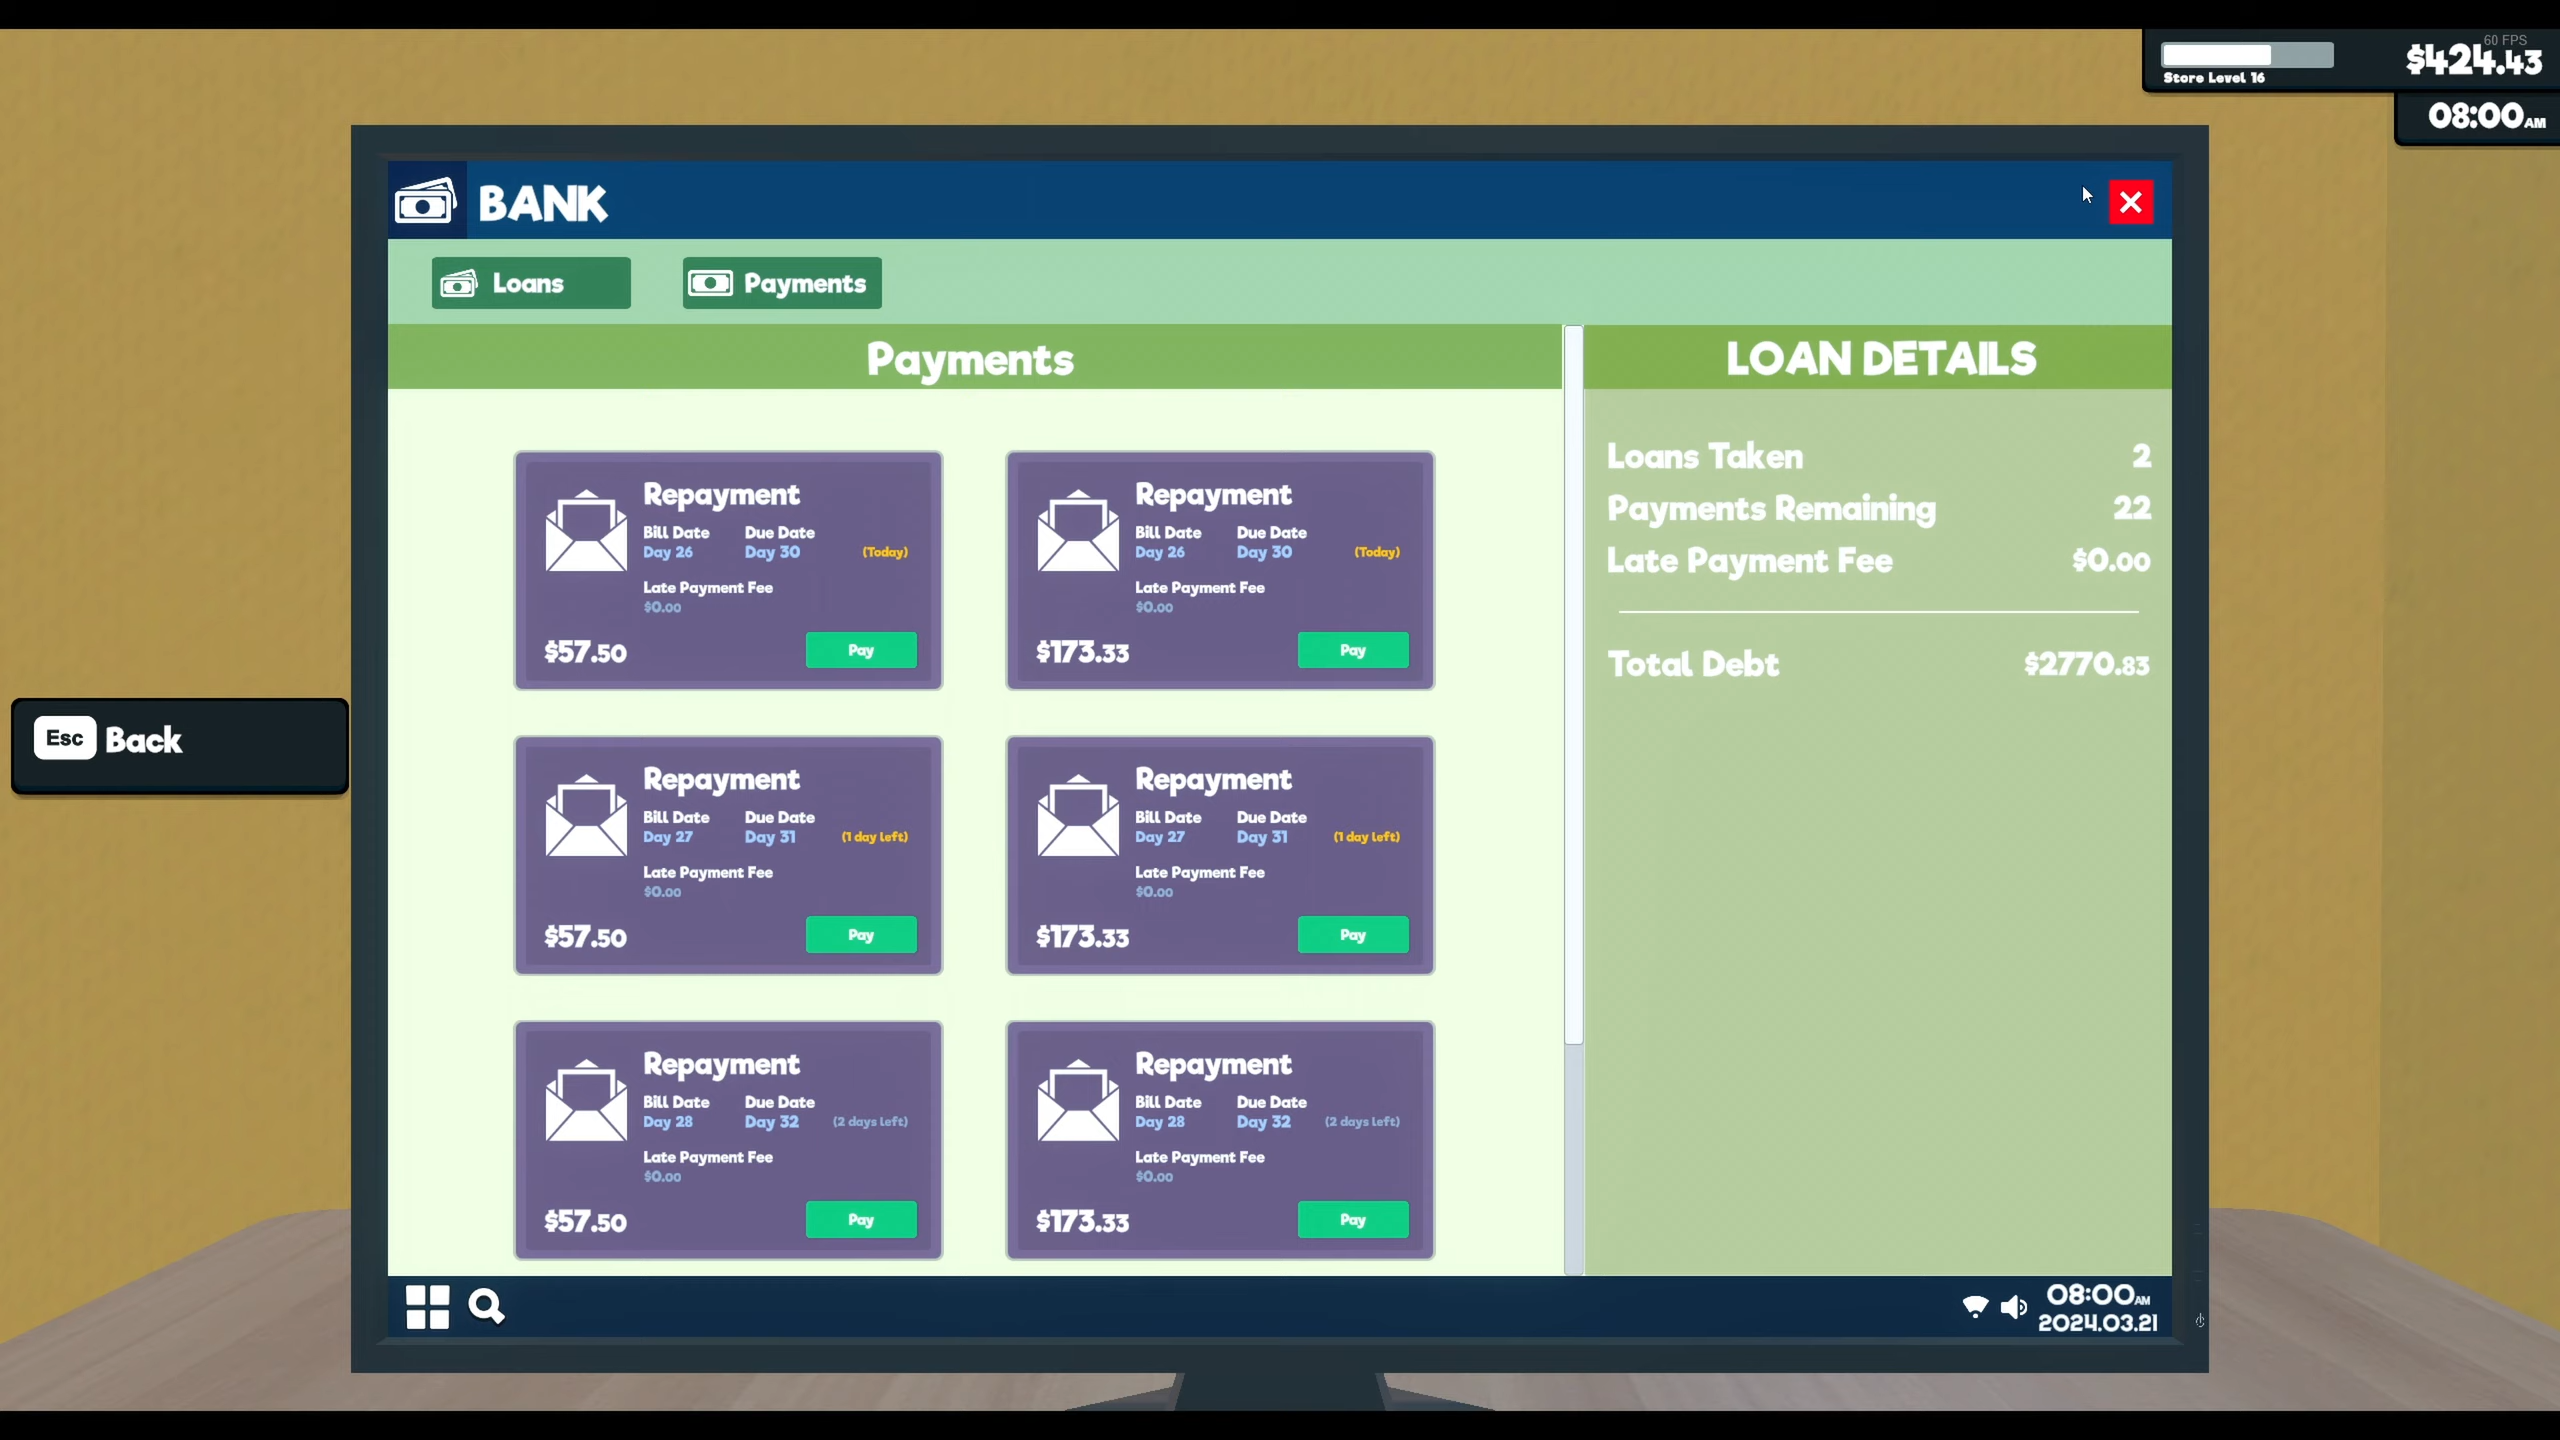 60 FPS
$424.43
Store Level 16
08:00AM
BANK
Loans
Payments
Payments
LOAN DETAILS
Repayment
Bill Date Due Date
Day 26 Day 30 (Today)
Late Payment Fee
$0.00
$57.50 Pay
Repayment
Bill Date Due Date
Day 26 Day 30 (Today)
Late Payment Fee
$0.00
$173.33 Pay
Repayment
Bill Date Due Date
Day 27 Day 31 (1 day left)
Late Payment Fee
$0.00
$57.50 Pay
Repayment
Bill Date Due Date
Day 27 Day 31 (1 day left)
Late Payment Fee
$0.00
$173.33 Pay
Repayment
Bill Date Due Date
Day 28 Day 32 (2 days left)
Late Payment Fee
$0.00
$57.50 Pay
Repayment
Bill Date Due Date
Day 28 Day 32 (2 days left)
Late Payment Fee
$0.00
$173.33 Pay
Loans Taken 2
Payments Remaining 22
Late Payment Fee $0.00
Total Debt $2770.83
Esc Back
08:00AM
2024.03.21